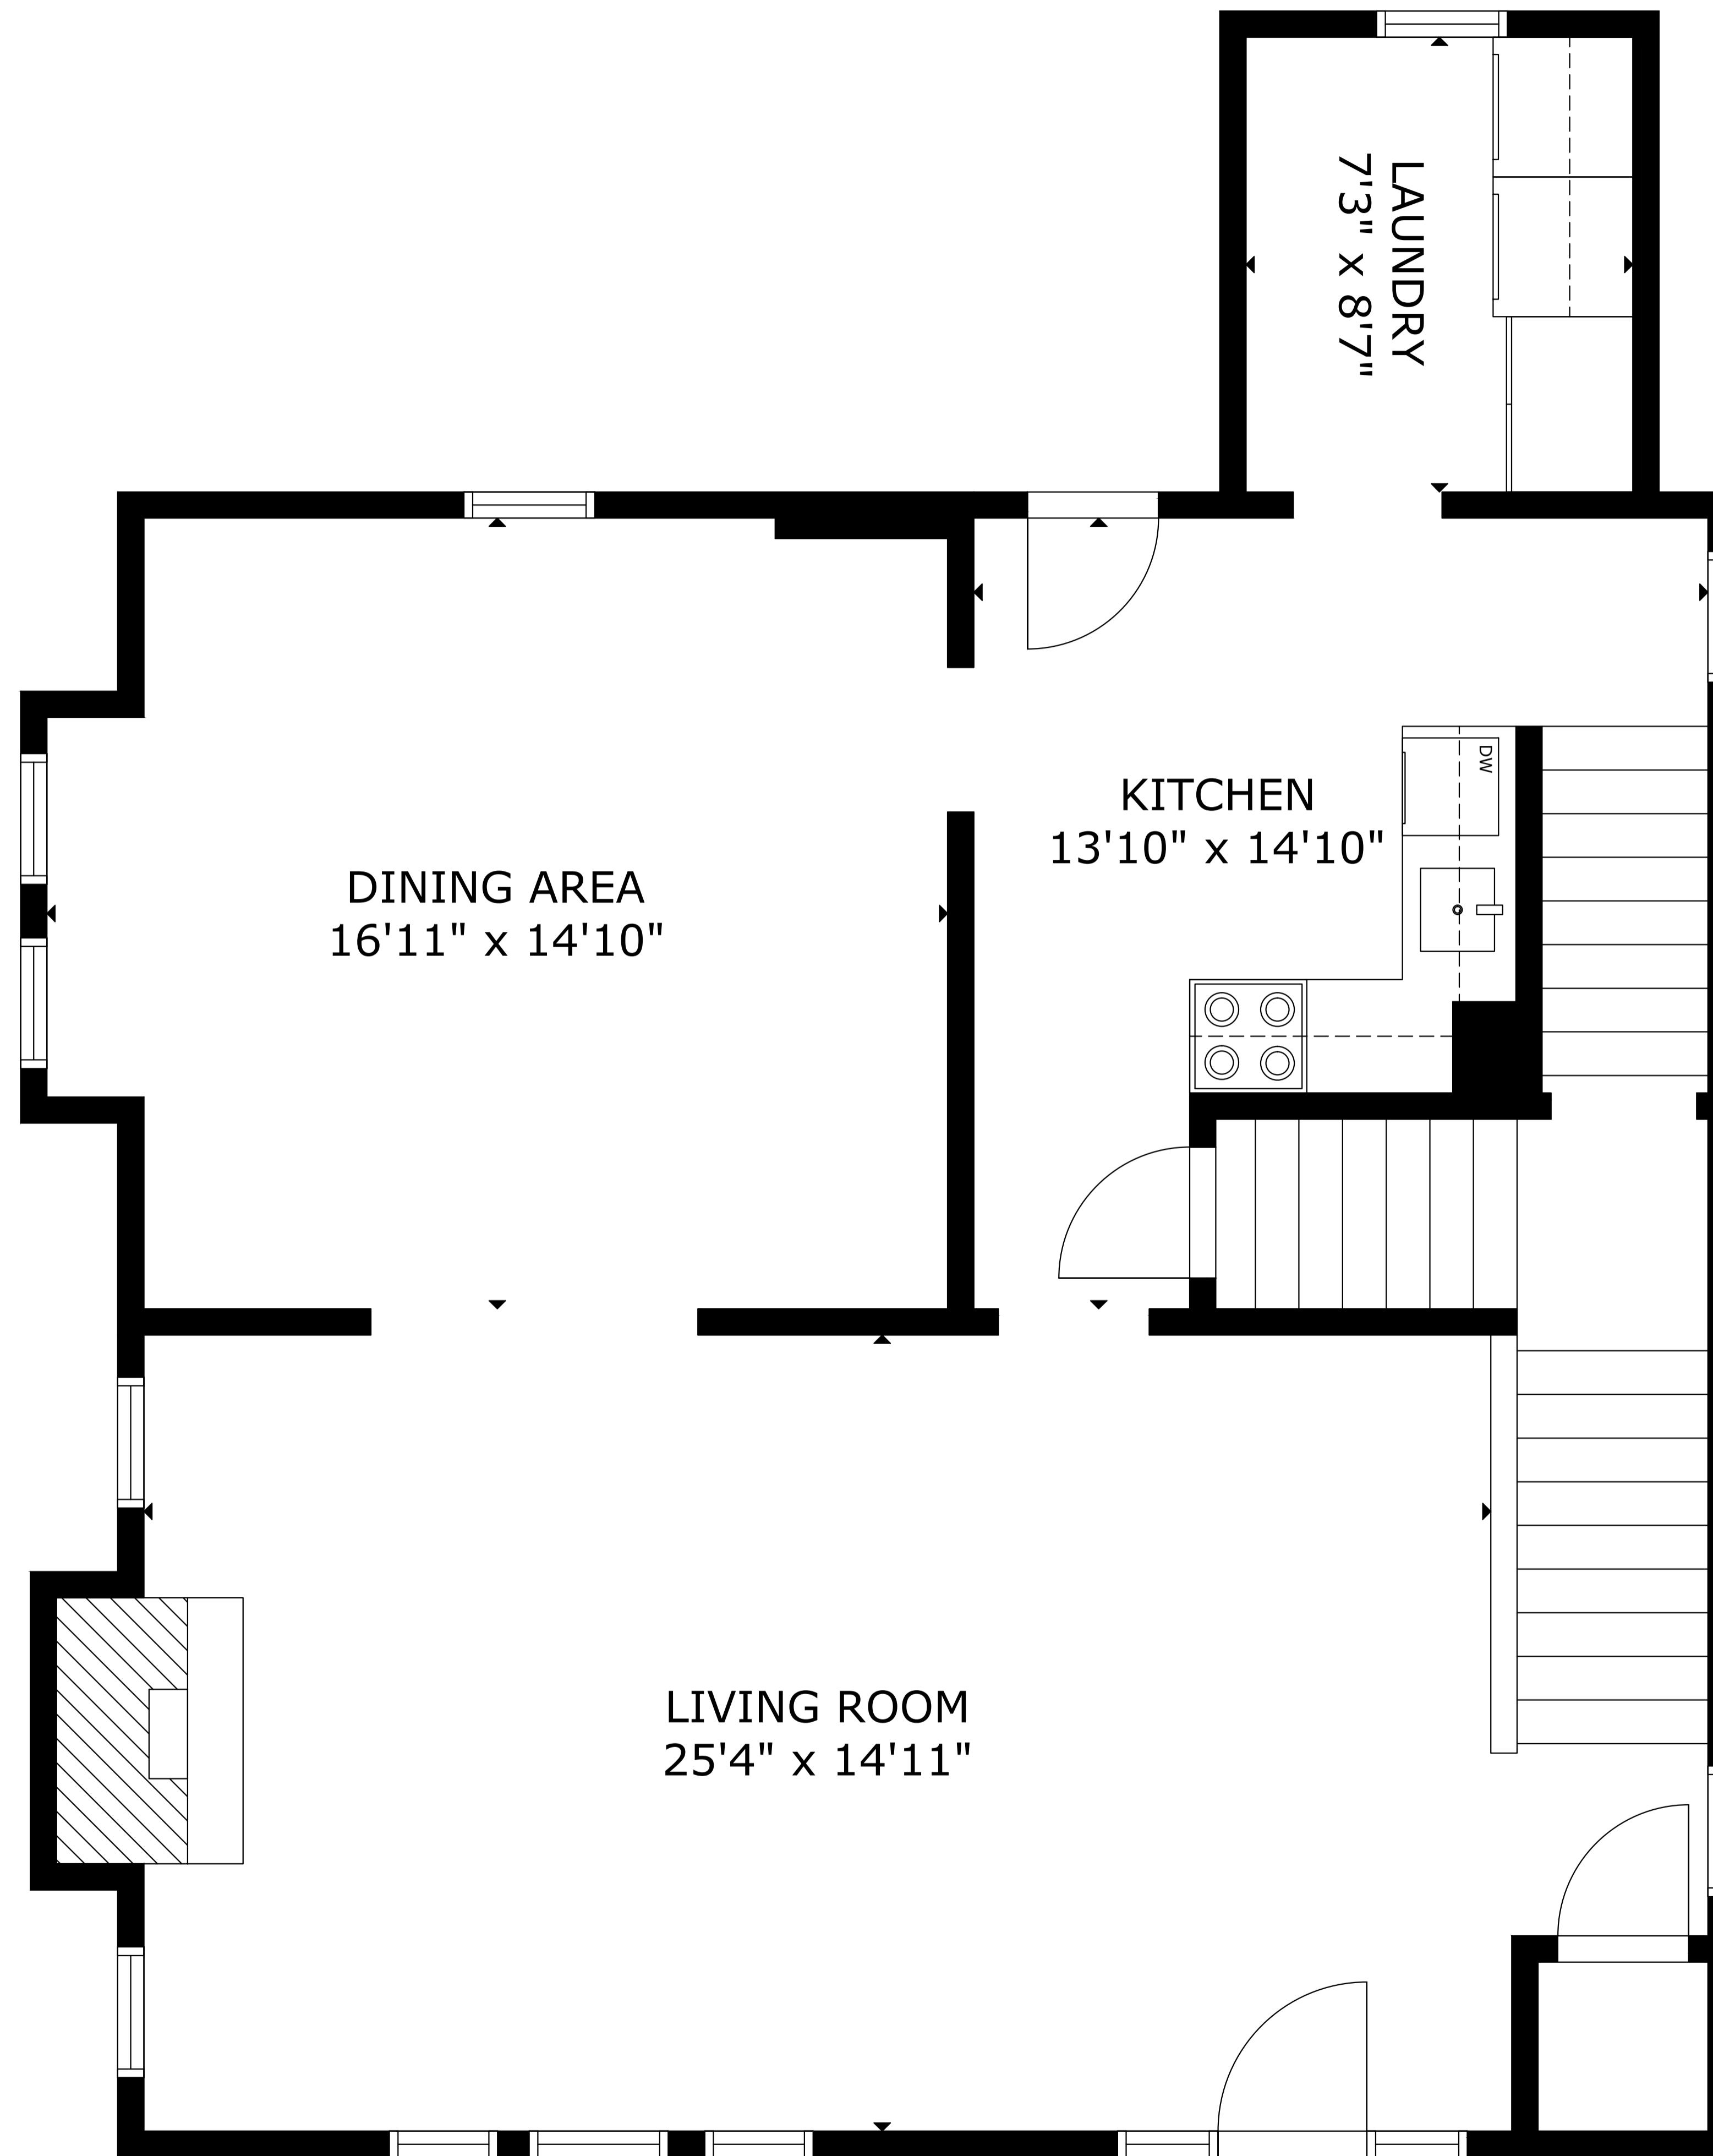 LAUNDRY
7'3" x 8'7"
KITCHEN
13'10" x 14'10"
DW
DINING AREA
16'11" x 14'10"
LIVING ROOM
25'4" x 14'11"